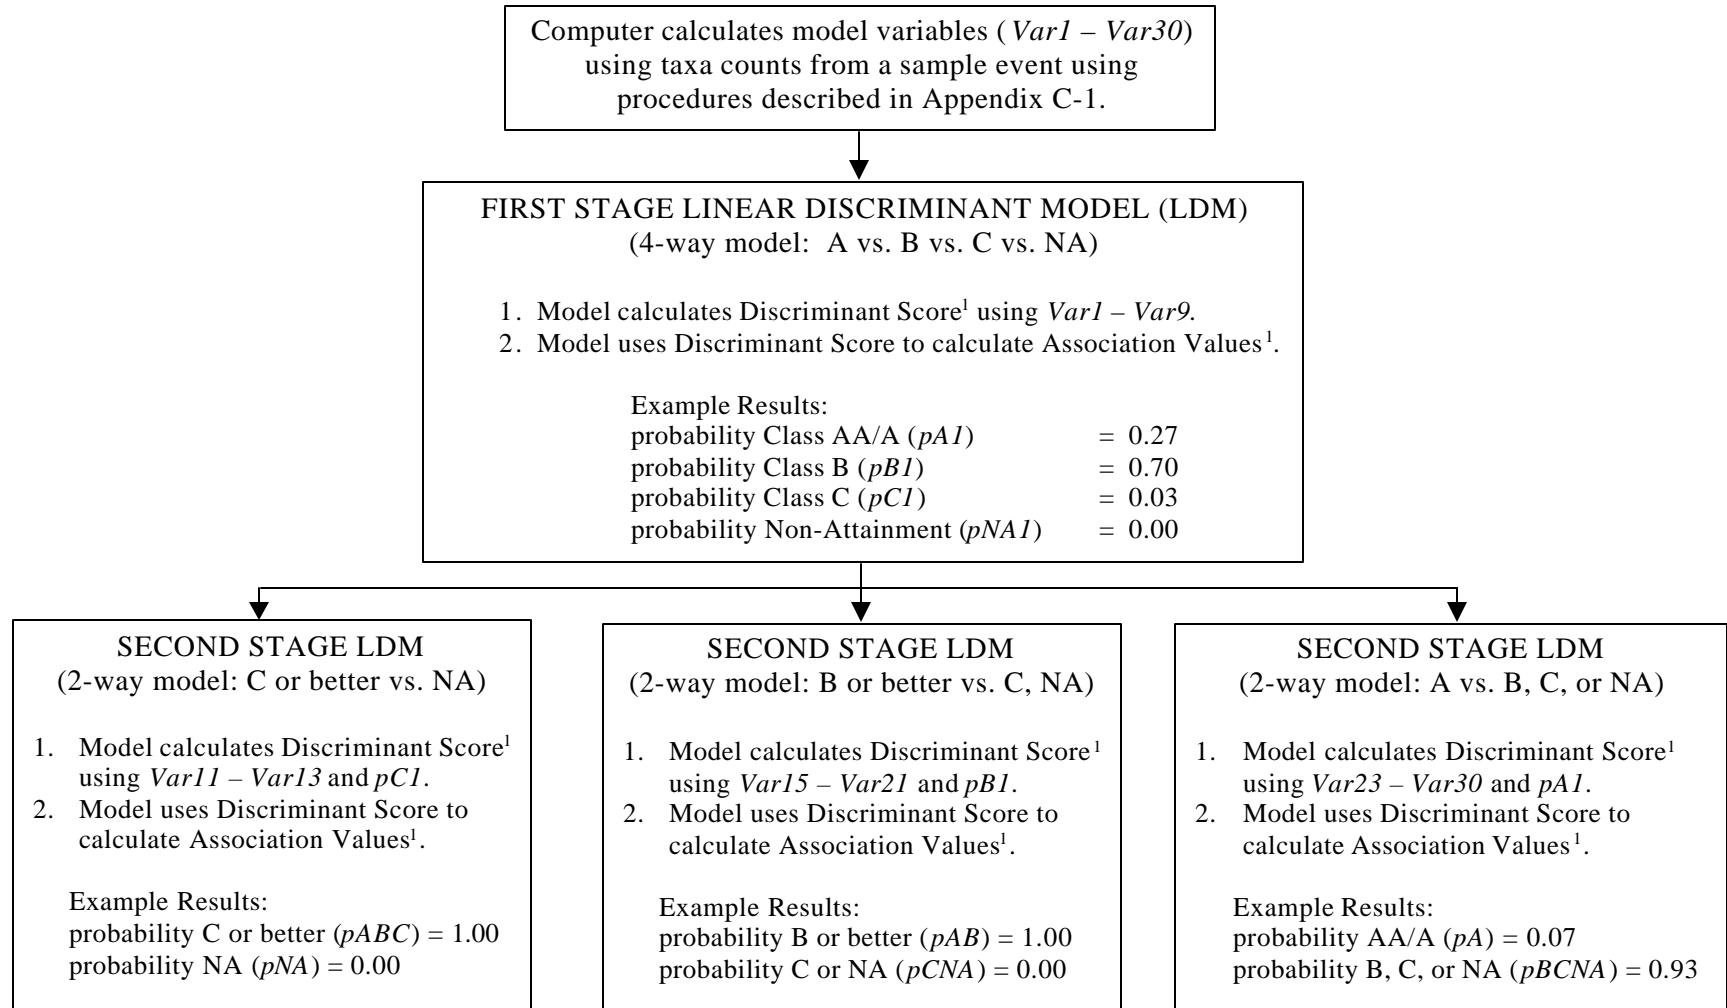 Computer calculates model variables (Var1 – Var30)
using taxa counts from a sample event using
procedures described in Appendix C-1.
FIRST STAGE LINEAR DISCRIMINANT MODEL (LDM)
(4-way model: A vs. B vs. C vs. NA)
1. Model calculates Discriminant Score¹ using Var1 – Var9.
2. Model uses Discriminant Score to calculate Association Values¹.
Example Results:
probability Class AA/A (pA1) = 0.27
probability Class B (pB1) = 0.70
probability Class C (pC1) = 0.03
probability Non-Attainment (pNA1) = 0.00
SECOND STAGE LDM
(2-way model: C or better vs. NA)
1. Model calculates Discriminant Score¹
using Var11 – Var13 and pC1.
2. Model uses Discriminant Score to
calculate Association Values¹.
Example Results:
probability C or better (pABC) = 1.00
probability NA (pNA) = 0.00
SECOND STAGE LDM
(2-way model: B or better vs. C, NA)
1. Model calculates Discriminant Score¹
using Var15 – Var21 and pB1.
2. Model uses Discriminant Score to
calculate Association Values¹.
Example Results:
probability B or better (pAB) = 1.00
probability C or NA (pCNA) = 0.00
SECOND STAGE LDM
(2-way model: A vs. B, C, or NA)
1. Model calculates Discriminant Score¹
using Var23 – Var30 and pA1.
2. Model uses Discriminant Score to
calculate Association Values¹.
Example Results:
probability AA/A (pA) = 0.07
probability B, C, or NA (pBCNA) = 0.93